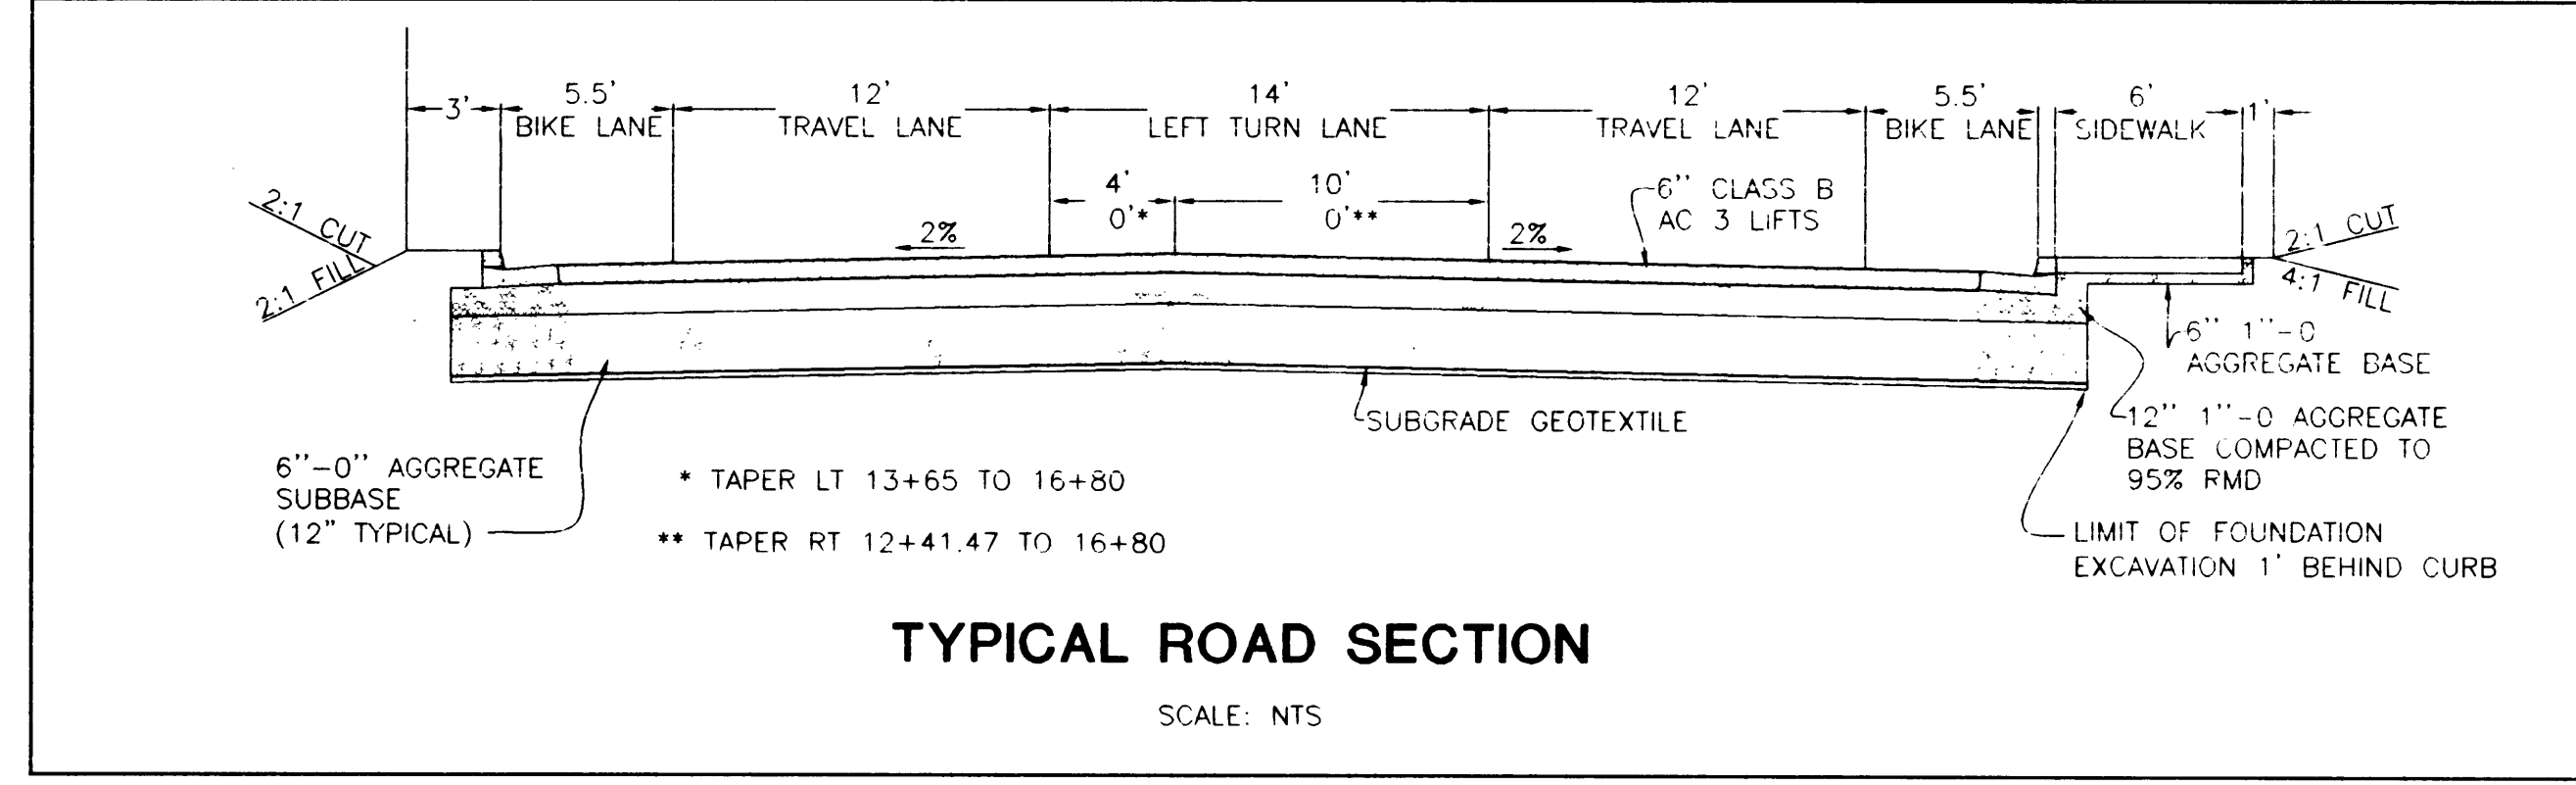 3' 5.5' 12' 14' 12' 5.5' 6' 1'
BIKE LANE TRAVEL LANE LEFT TURN LANE TRAVEL LANE BIKE LANE SIDEWALK
4' 10'
0'* 0'**
6" CLASS B
AC 3 LIFTS
2:1 CUT
2:1 FILL
2%
2%
2:1 CUT
4:1 FILL
6" 1"-0
AGGREGATE BASE
SUBGRADE GEOTEXTILE
12" 1"-0 AGGREGATE
BASE COMPACTED TO
95% RMD
6"-0" AGGREGATE
SUBBASE
(12" TYPICAL)
* TAPER LT 13+65 TO 16+80
** TAPER RT 12+41.47 TO 16+80
LIMIT OF FOUNDATION
EXCAVATION 1' BEHIND CURB
TYPICAL ROAD SECTION
SCALE: NTS